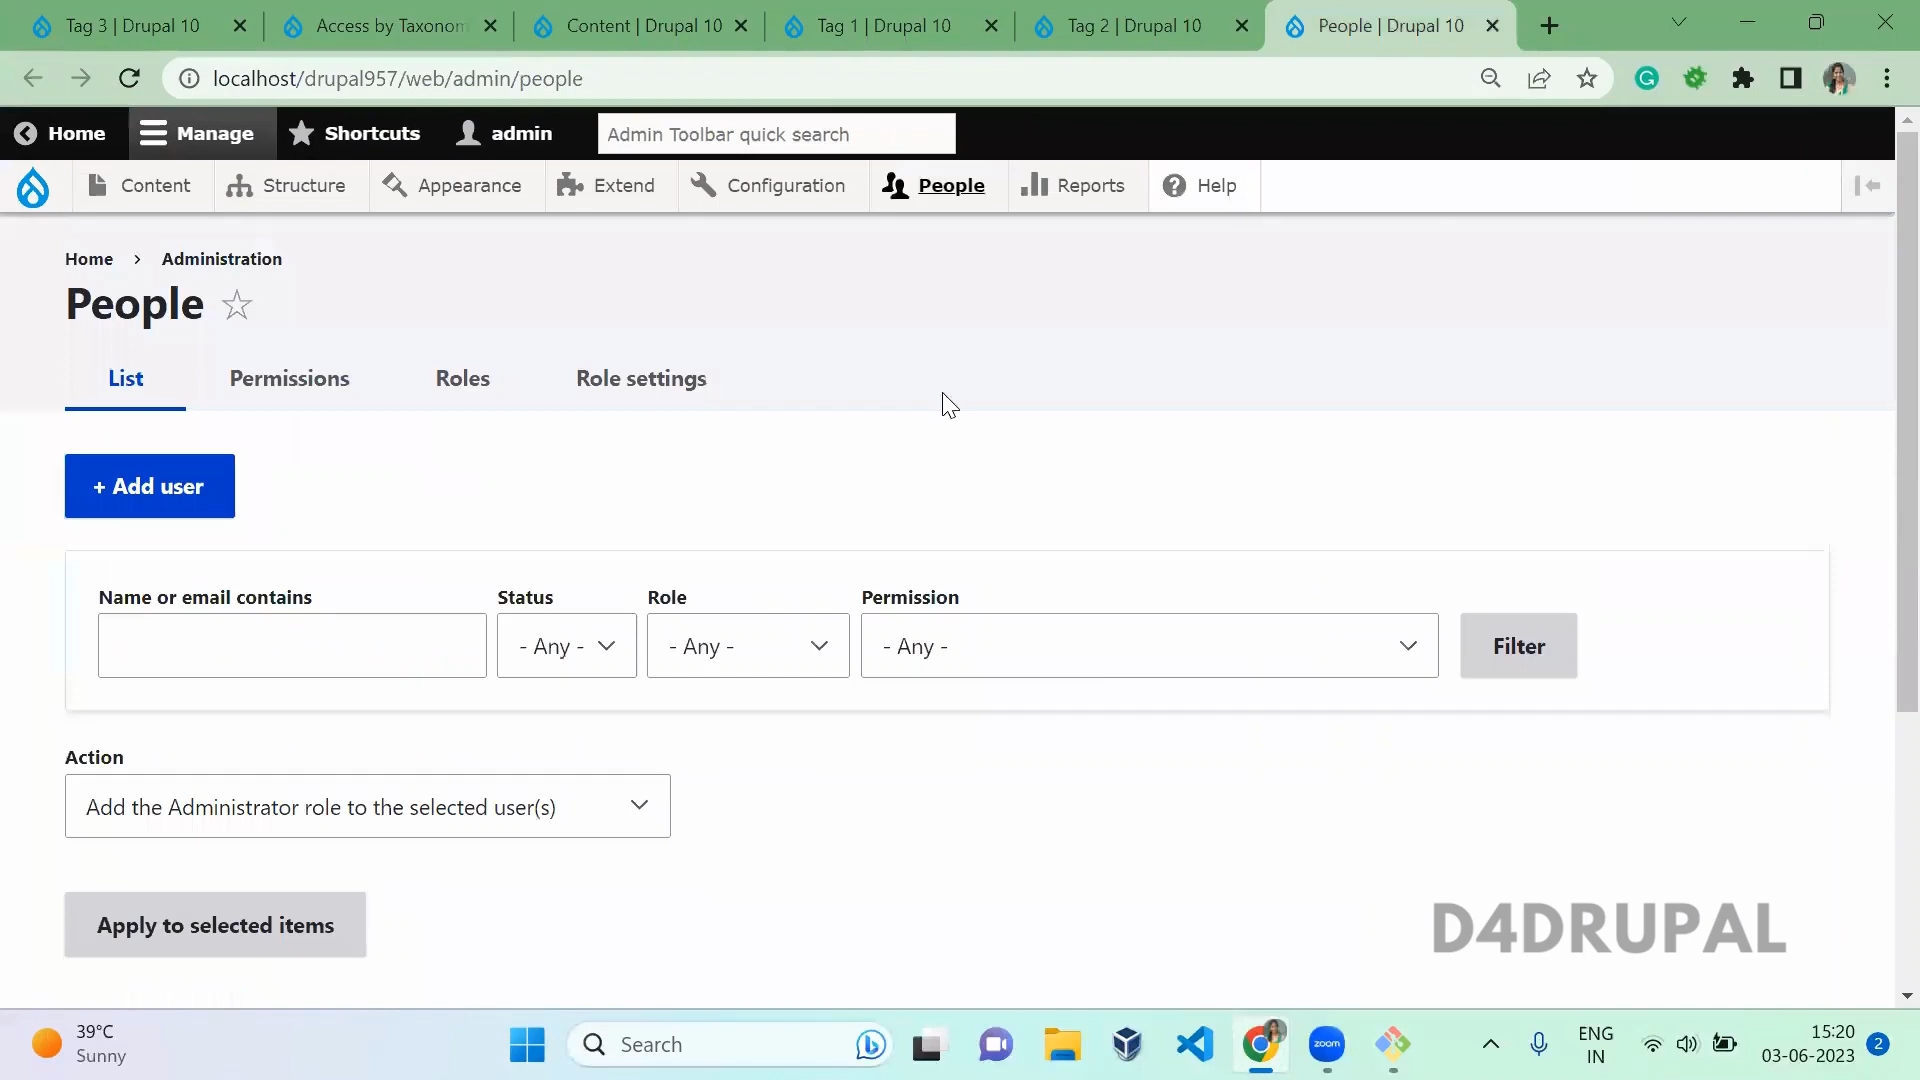 Tag 3 | Drupal 10
Access by Taxonom
Content | Drupal 10
Tag 1 | Drupal 10
Tag 2 | Drupal 10
People | Drupal 10
localhost/drupal957/web/admin/people
Home
Manage
Shortcuts
admin
Admin Toolbar quick search
Content
Structure
Appearance
Extend
Configuration
People
Reports
Help
Home > Administration
People
List
Permissions
Roles
Role settings
+ Add user
Name or email contains
Status
Role
Permission
- Any -
- Any -
- Any -
Filter
Action
Add the Administrator role to the selected user(s)
Apply to selected items
D4DRUPAL
39°C
Sunny
Search
zoom
ENG
IN
15:20
03-06-2023
2